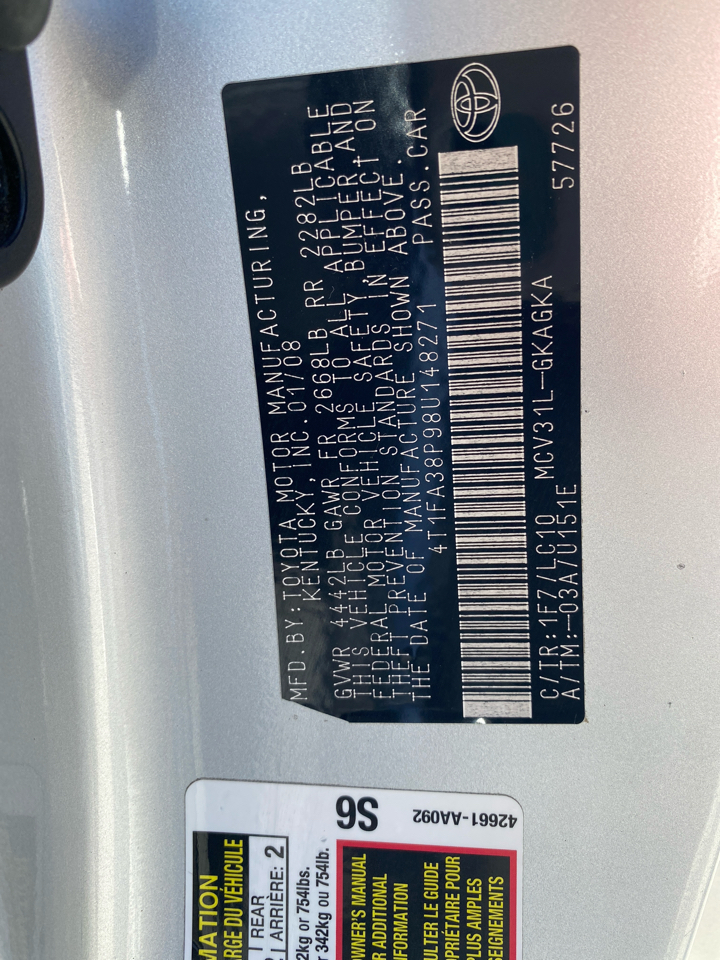 MFD.BY:TOYOTA MOTOR MANUFACTURING,
KENTUCKY,INC.01/08
GVWR 4442LB GAWR FR 2668LB RR 2282LB
THIS VEHICLE CONFORMS TO ALL APPLICABLE
FEDERAL MOTOR VEHICLE SAFETY,BUMPER,AND
THEFT PREVENTION STANDARDS IN EFFECT ON
THE DATE OF MANUFACTURE SHOWN ABOVE.
4T1FA38P98U148271 PASS.CAR
C/TR:1F7/LC10 MCV31L-GKAGKA
A/TM:-03A/U151E 57726
MATION
RGE DU VÉHICULE
REAR
ARRIÈRE: 2
2kg or 754lbs.
342kg ou 754lb.
S6
42661-AA092
OWNER'S MANUAL
R ADDITIONAL
NFORMATION
ULTER LE GUIDE
OPRIÉTAIRE POUR
PLUS AMPLES
SEIGNEMENTS